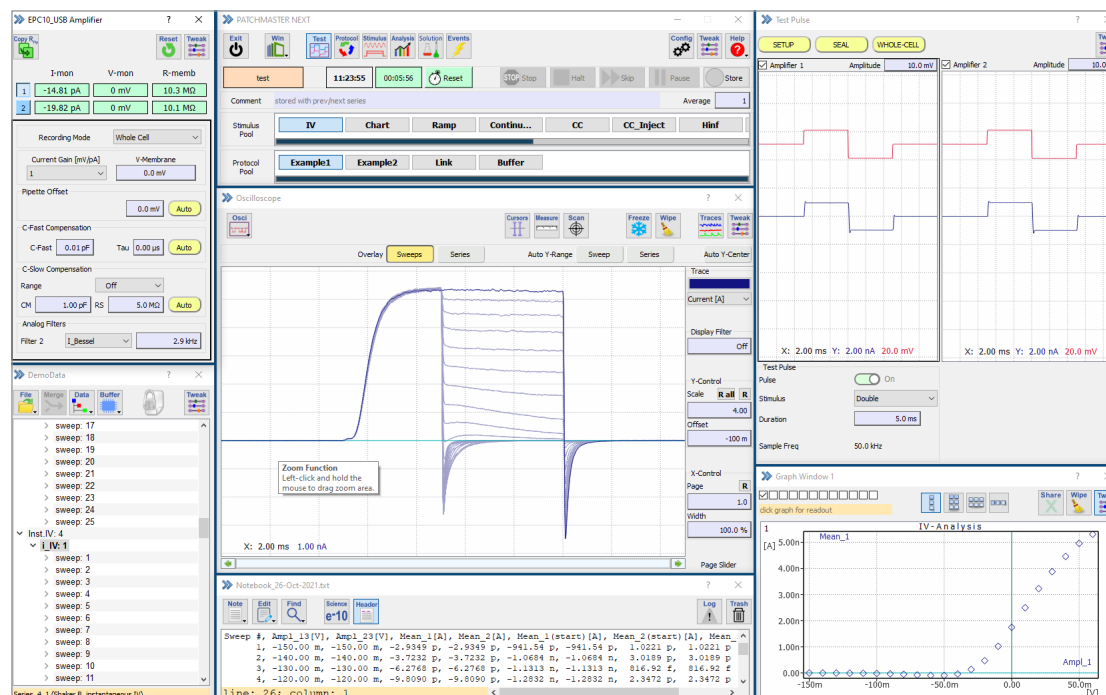 EPC10_USB Amplifier
Copy RTip
Reset
Tweak
I-mon V-mon R-memb
1 -14.81 pA 0 mV 10.3 MΩ
2 -19.82 pA 0 mV 10.1 MΩ
Recording Mode Whole Cell
Current Gain [mV/pA] V-Membrane
1 0.0 mV
Pipette Offset
0.0 mV Auto
C-Fast Compensation
C-Fast 0.01 pF Tau 0.00 µs Auto
C-Slow Compensation
Range Off
CM 1.00 pF RS 5.0 MΩ Auto
Analog Filters
Filter 2 I_Bessel 2.9 kHz
DemoData
File Merge Data Buffer Tweak
sweep: 17
sweep: 18
sweep: 19
sweep: 20
sweep: 21
sweep: 22
sweep: 23
sweep: 24
sweep: 25
Inst.IV: 4
i_IV: 1
sweep: 1
sweep: 2
sweep: 3
sweep: 4
sweep: 5
sweep: 6
sweep: 7
sweep: 8
sweep: 9
sweep: 10
sweep: 11
PATCHMASTER NEXT
Exit Win Test Protocol Stimulus Analysis Solution Events Config Tweak Help
test 11:23:55 00:05:56 Reset STOP Stop Halt Skip Pause Store
Comment stored with prev/next series Average 1
Stimulus Pool IV Chart Ramp Continu... CC CC_Inject Hinf
Protocol Pool Example1 Example2 Link Buffer
Oscilloscope
Osci Cursors Measure Scan Freeze Wipe Traces Tweak
Overlay Sweeps Series Auto Y-Range Sweep Series Auto Y-Center
Trace
Current [A]
Display Filter
Off
Y-Control
Scale R all R
4.00
Offset
-100 m
X-Control
Page R
1.0
Width
100.0 %
Zoom Function
Left-click and hold the
mouse to drag zoom area.
X: 2.00 ms 1.00 nA
Page Slider
Notebook_26-Oct-2021.txt
Note Edit Find Science e·10 Header Log Trash
Sweep #, Ampl_13[V], Ampl_23[V], Mean_1[A], Mean_2[A], Mean_1(start)[A], Mean_2(start)[A], Mean_
1, -150.00 m, -150.00 m, -2.9349 p, -2.9349 p, -941.54 p, -941.54 p, 1.0221 p, 1.0221 p
2, -140.00 m, -140.00 m, -3.7232 p, -3.7232 p, -1.0684 n, -1.0684 n, 3.0189 p, 3.0189 p
3, -130.00 m, -130.00 m, -6.2768 p, -6.2768 p, -1.1313 n, -1.1313 n, 816.92 f, 816.92 f
4, -120.00 m, -120.00 m, -9.8090 p, -9.8090 p, -1.2832 n, -1.2832 n, 2.3472 p, 2.3472 p
line: 26; column: 1
Test Pulse
SETUP SEAL WHOLE-CELL
Amplifier 1 Amplitude 10.0 mV
Amplifier 2 Amplitude 10.0
X: 2.00 ms Y: 2.00 nA 20.0 mV
X: 2.00 ms Y: 2.00 nA 20.0 mV
Test Pulse
Pulse On
Stimulus Double
Duration 5.0 ms
Sample Freq 50.0 kHz
Graph Window 1
click graph for readout
Share Wipe
1 IV-Analysis
[A] Mean_1
5.00n
4.00n
3.00n
2.00n
1.00n
0.00
Ampl_1
-150m -100m -50.0m 0.00 50.0m
[V]